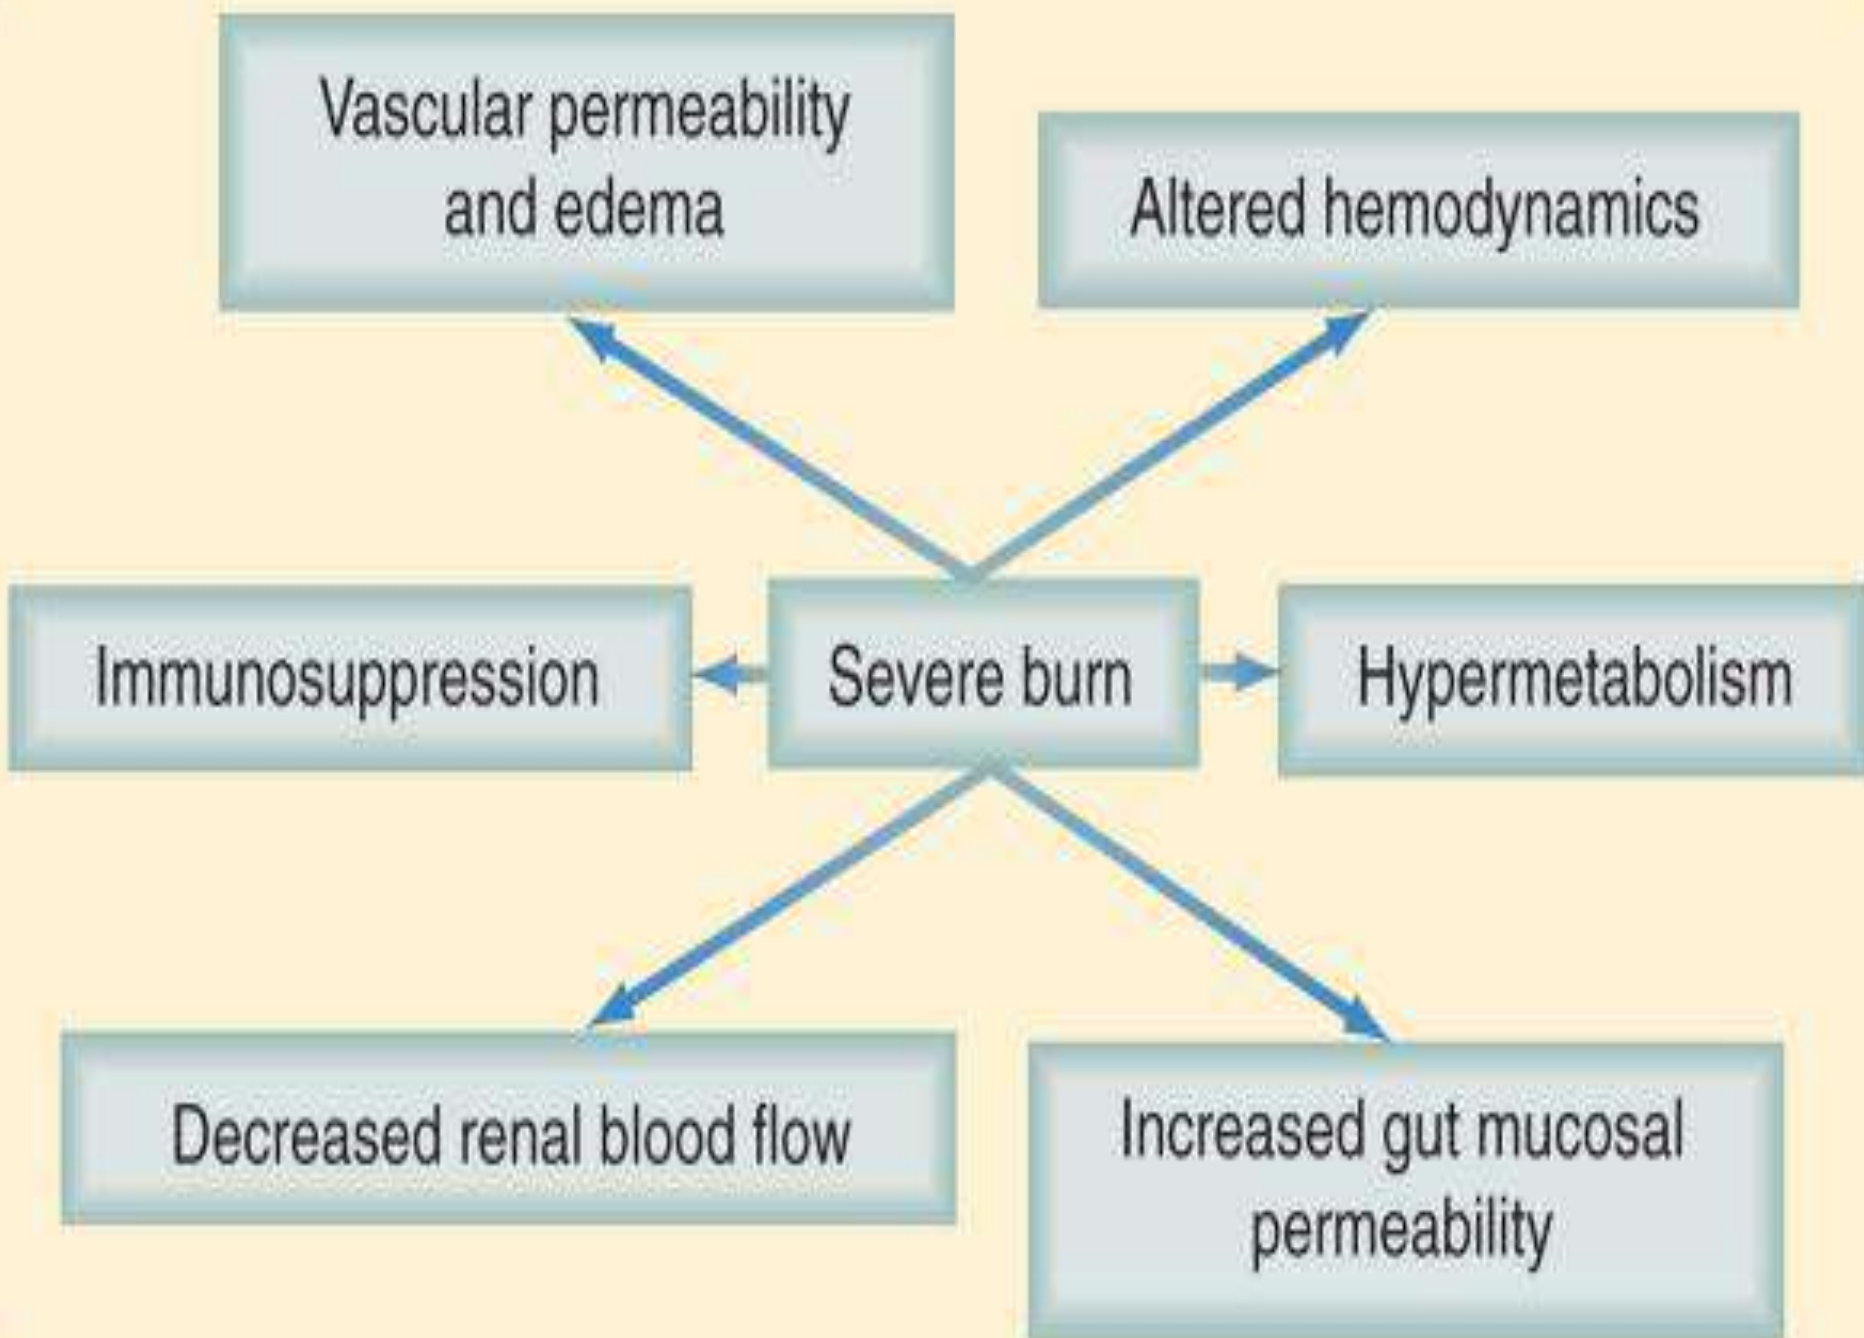 Vascular permeability
and edema
Altered hemodynamics
Immunosuppression
Severe burn
Hypermetabolism
Decreased renal blood flow
Increased gut mucosal
permeability